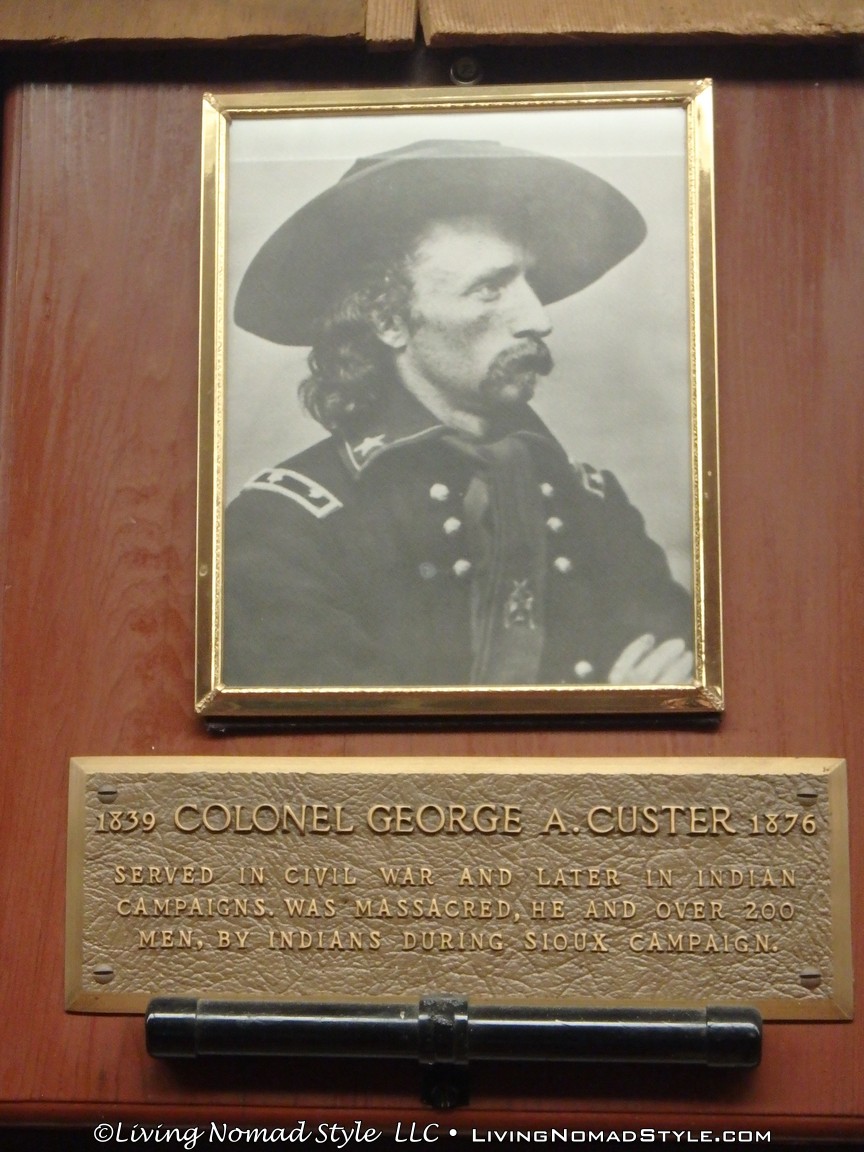 1839 COLONEL GEORGE A. CUSTER 1876
SERVED IN CIVIL WAR AND LATER IN INDIAN
CAMPAIGNS. WAS MASSACRED, HE AND OVER 200
MEN, BY INDIANS DURING SIOUX CAMPAIGN.
©Living Nomad Style LLC • LIVINGNOMADSTYLE.COM